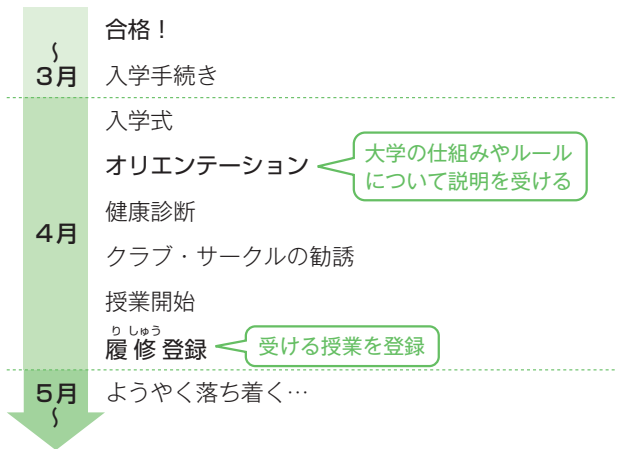 合格！
〜
3月
入学手続き
入学式
オリエンテーション
大学の仕組みやルール
について説明を受ける
健康診断
4月
クラブ・サークルの勧誘
授業開始
りしゅう
履修登録
受ける授業を登録
5月
〜
ようやく落ち着く…